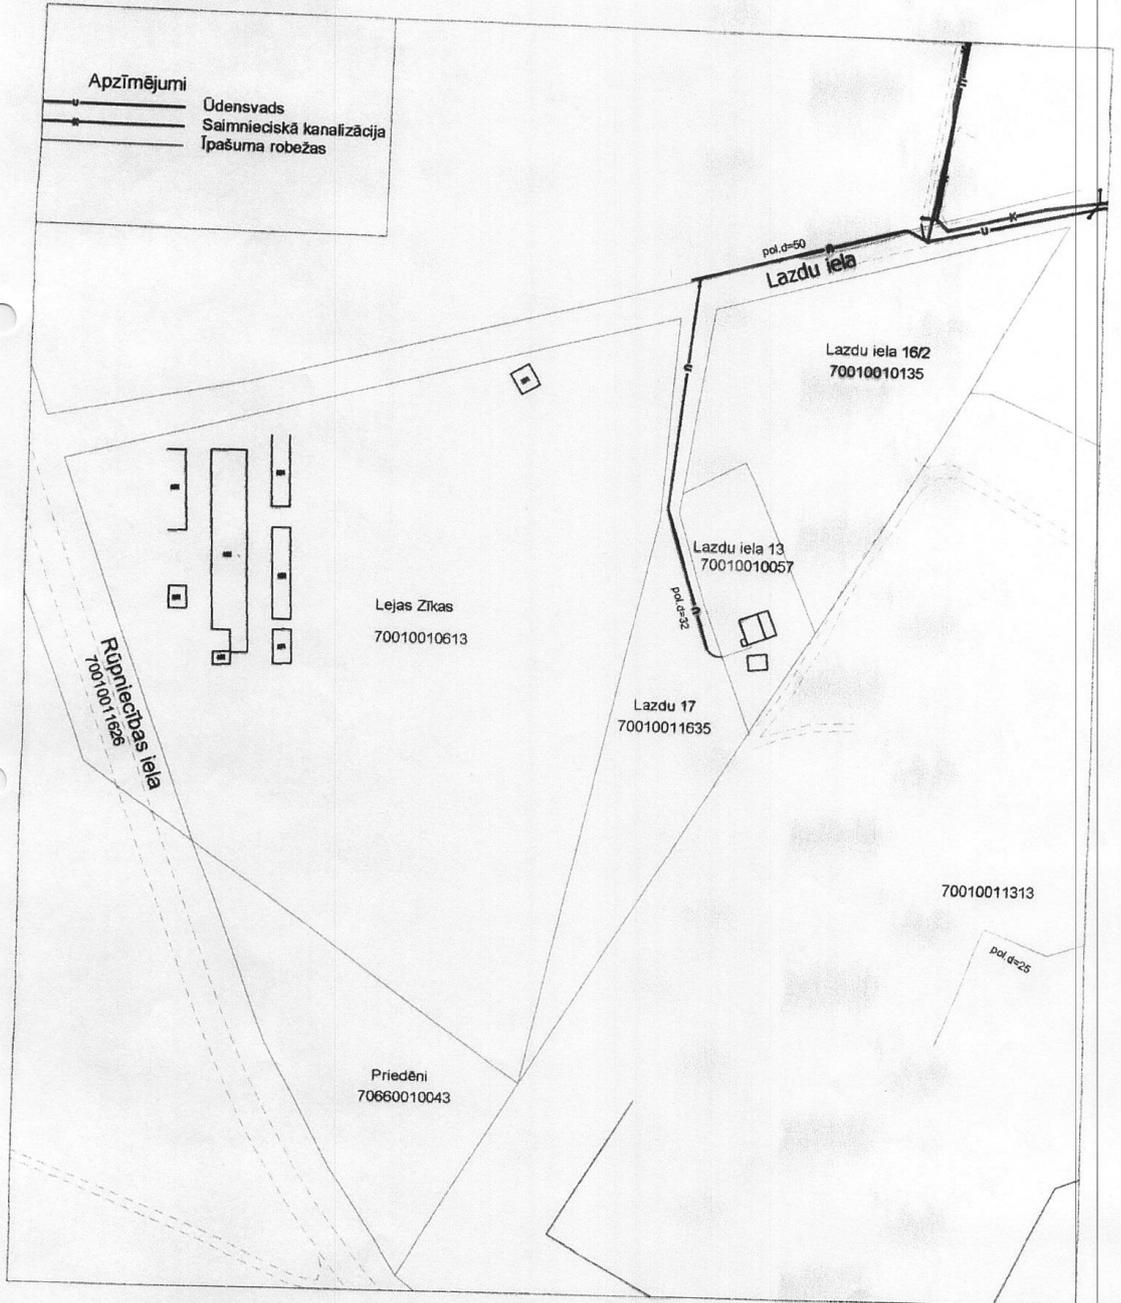 Apzīmējumi
u
Ūdensvads
K
Saimnieciskā kanalizācija
Īpašuma robežas
u
K
u
pol.d=50
u
Lazdu iela
Lazdu iela 16/2
70010010135
u
Lazdu iela 13
70010010057
pol.d=32
u
Lejas Zīkas
70010010613
Rūpniecības iela
70010011626
Lazdu 17
70010011635
70010011313
pol.d=25
Priedēni
70660010043